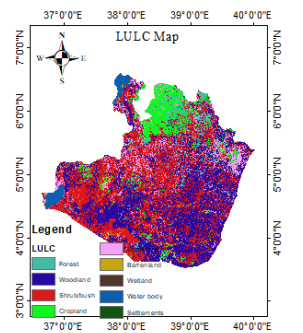 37°0'0"E 38°0'0"E 39°0'0"E 40°0'0"E
LULC Map
N
W E
S
7°0'0"N 7°0'0"N
6°0'0"N 6°0'0"N
5°0'0"N 5°0'0"N
4°0'0"N 4°0'0"N
3°0'0"N 3°0'0"N
Legend
LULC
Forest Barrenland
Woodland Wetland
Shrub/bush Water body
Cropland Settlements
37°0'0"E 38°0'0"E 39°0'0"E 40°0'0"E